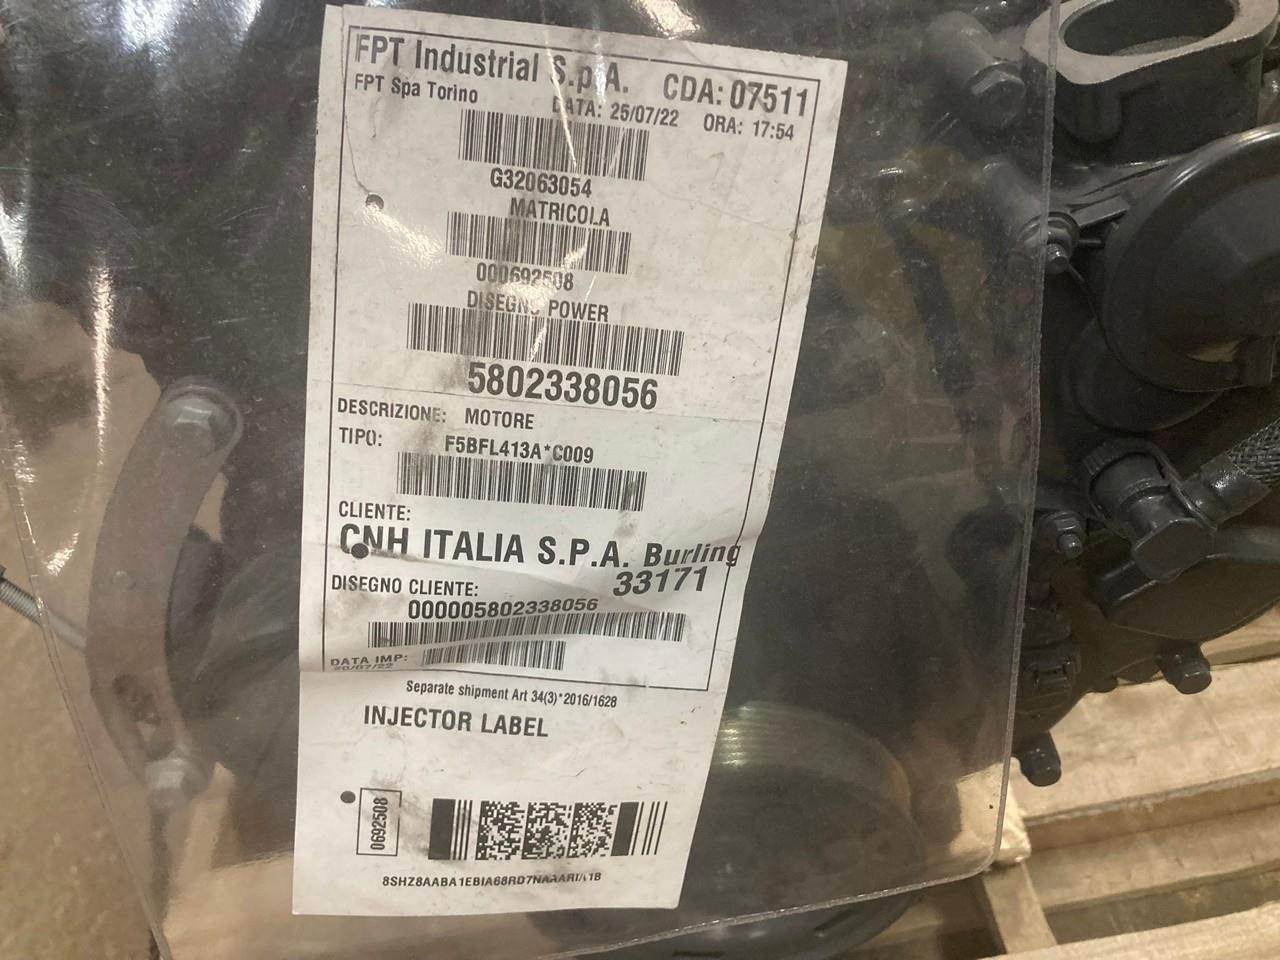 FPT Industrial S.p.A. CDA: 07511
FPT Spa Torino DATA: 25/07/22 ORA: 17:54
G32063054
MATRICOLA
000692508
DISEGNO POWER
5802338056
DESCRIZIONE: MOTORE
TIPO: F5BFL413A*C009
CLIENTE:
CNH ITALIA S.P.A. Burling
33171
DISEGNO CLIENTE:
0000005802338056
DATA IMP:
Separate shipment Art 34(3)*2016/1628
INJECTOR LABEL
0692508